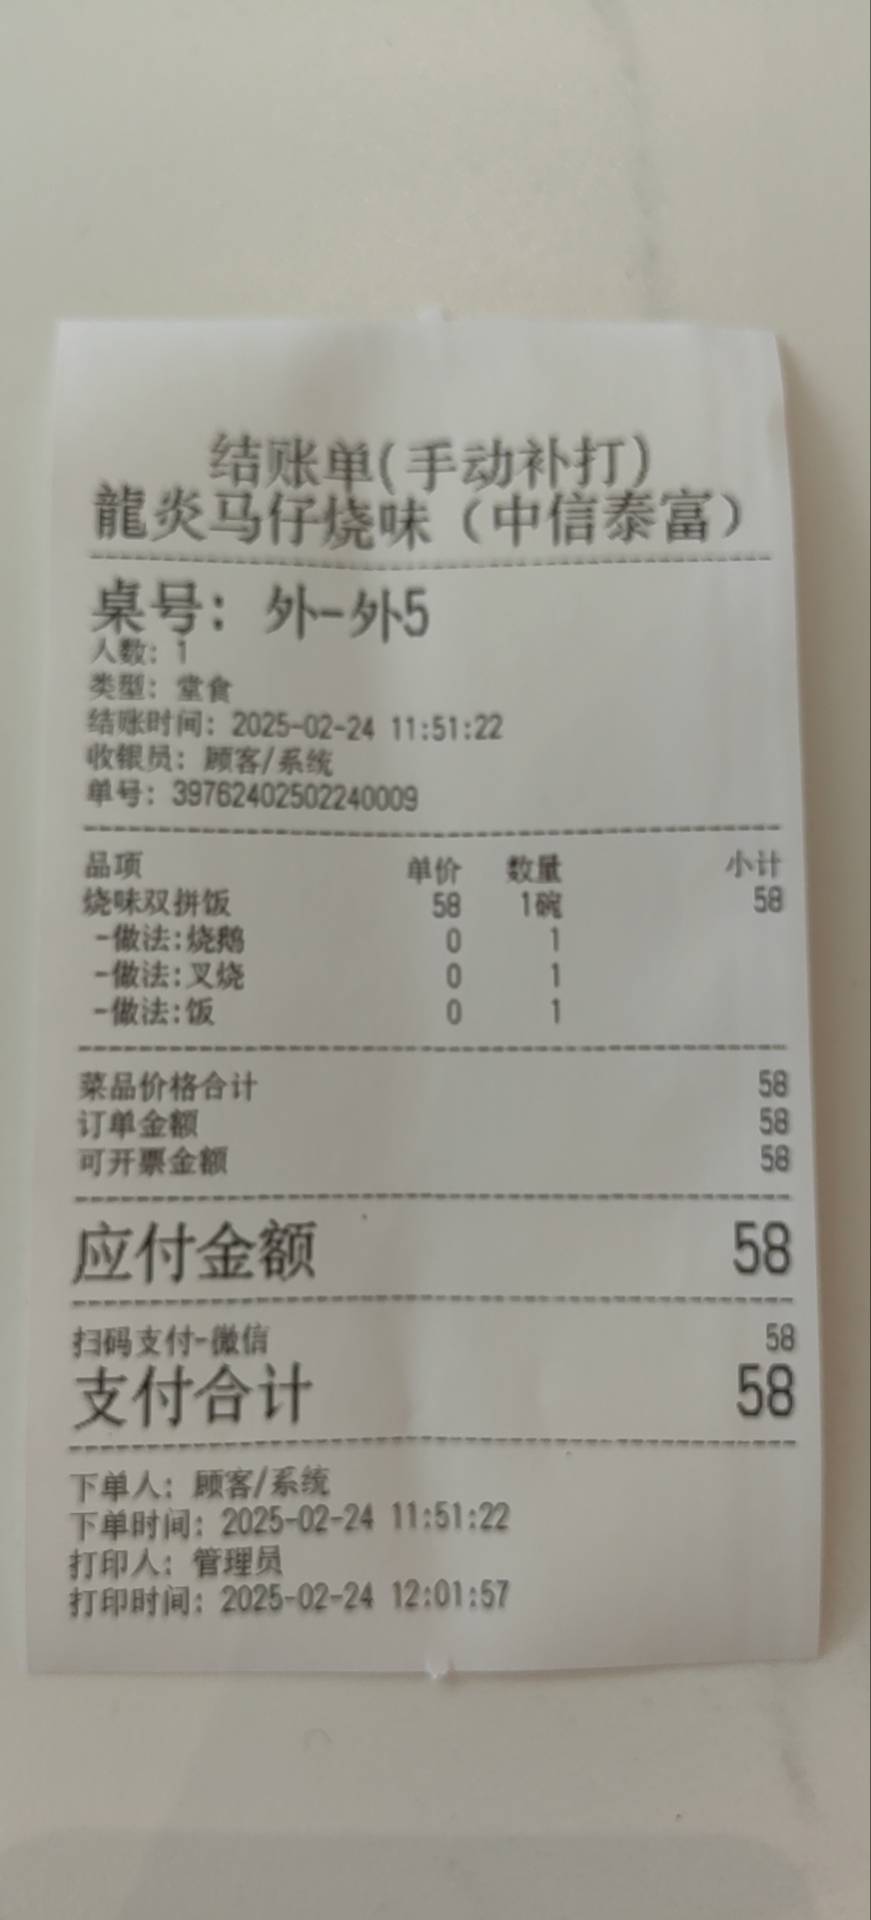 结账单(手动补打)
龍炎马仔烧味（中信泰富）
桌号：外-外5
人数：1
类型：堂食
结账时间：2025-02-24 11:51:22
收银员：顾客/系统
单号：39762402502240009
品项 单价 数量 小计
烧味双拼饭 58 1碗 58
-做法:烧鹅 0 1
-做法:叉烧 0 1
-做法:饭 0 1
菜品价格合计 58
订单金额 58
可开票金额 58
应付金额 58
扫码支付-微信 58
支付合计 58
下单人：顾客/系统
下单时间：2025-02-24 11:51:22
打印人：管理员
打印时间：2025-02-24 12:01:57